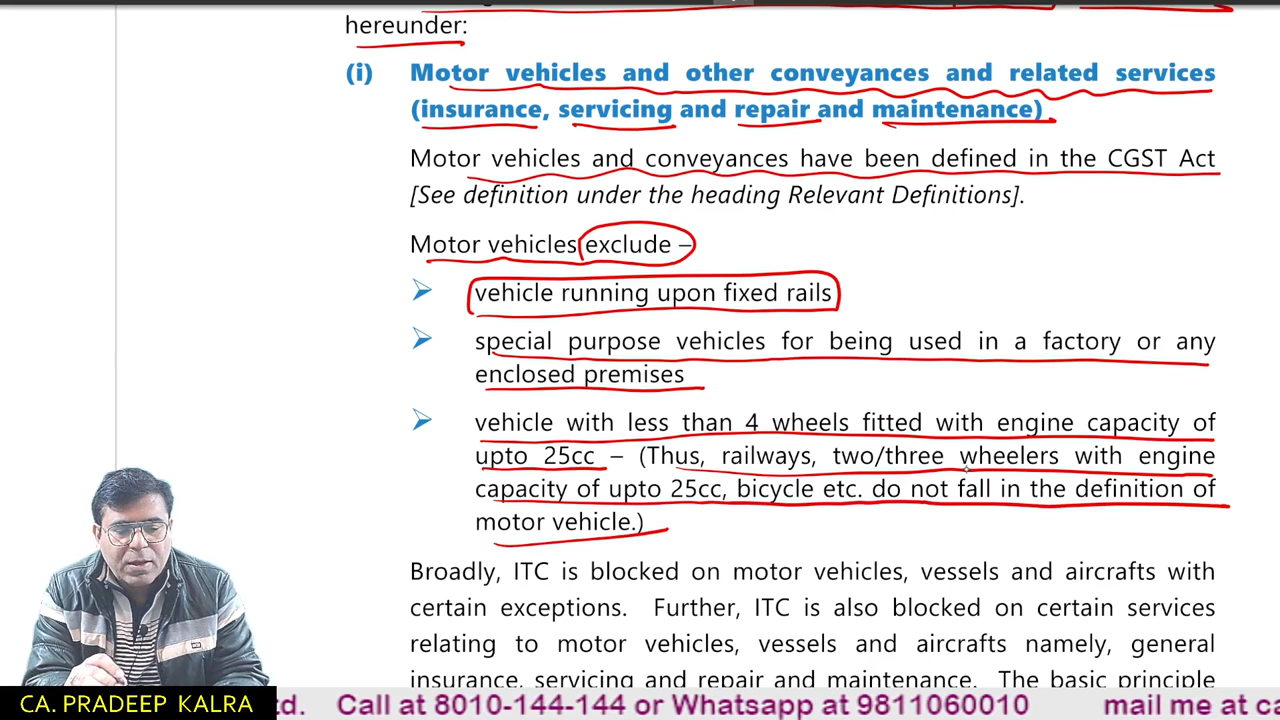 hereunder:
(i) Motor vehicles and other conveyances and related services
(insurance, servicing and repair and maintenance)
Motor vehicles and conveyances have been defined in the CGST Act
[See definition under the heading Relevant Definitions].
Motor vehicles exclude –
vehicle running upon fixed rails
special purpose vehicles for being used in a factory or any
enclosed premises
vehicle with less than 4 wheels fitted with engine capacity of
upto 25cc – (Thus, railways, two/three wheelers with engine
capacity of upto 25cc, bicycle etc. do not fall in the definition of
motor vehicle.)
Broadly, ITC is blocked on motor vehicles, vessels and aircrafts with
certain exceptions. Further, ITC is also blocked on certain services
relating to motor vehicles, vessels and aircrafts namely, general
insurance, servicing and repair and maintenance. The basic principle
CA. PRADEEP KALRA
td. Call at 8010-144-144 or Whatsapp at 9811060010 mail me at ca